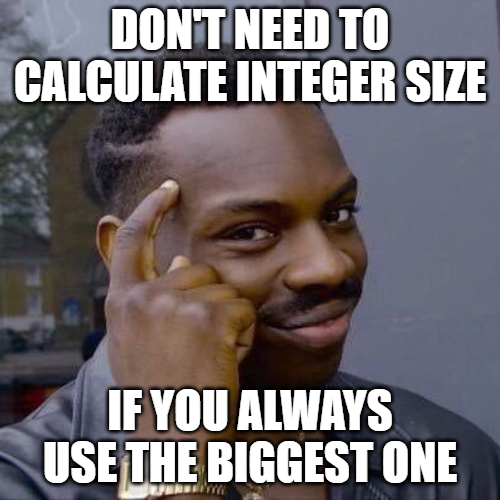 DON'T NEED TO
CALCULATE INTEGER SIZE
IF YOU ALWAYS
USE THE BIGGEST ONE